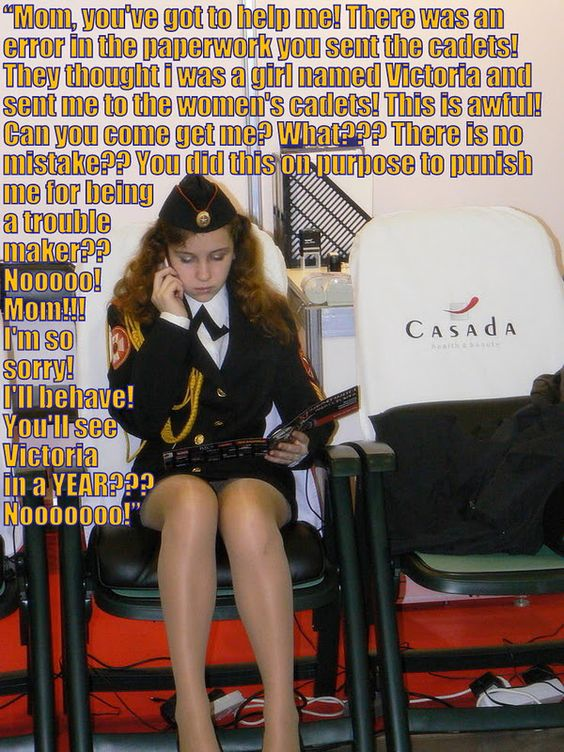 “Mom, you've got to help me! There was an
error in the paperwork you sent the cadets!
They thought i was a girl named Victoria and
sent me to the women's cadets! This is awful!
Can you come get me? What??? There is no
mistake?? You did this on purpose to punish
me for being
a trouble
maker??
Nooooo!
Mom!!!
I'm so
sorry!
I'll behave!
You'll see
Victoria
in a YEAR???
Nooooooo!”
CASADA
health & beauty